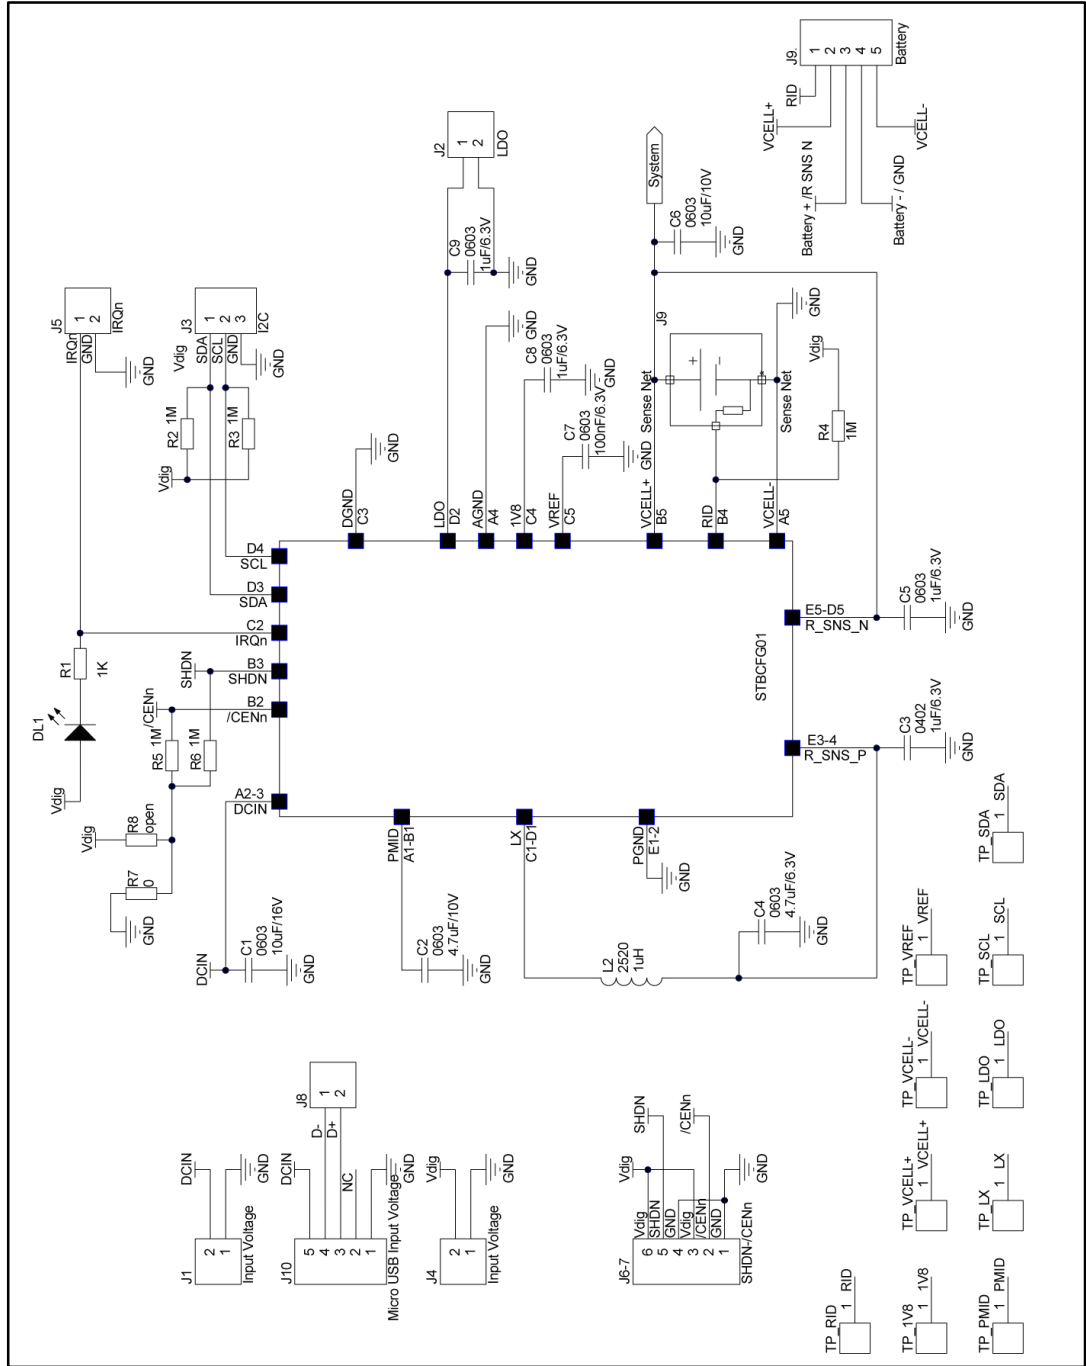 J1
2
1
Input Voltage
DCIN
GND
J10
5
4
3
2
1
Micro USB Input Voltage
DCIN
D-
D+
NC
GND
J8
1
2
J4
2
1
Input Voltage
Vdig
GND
J6-7
6
5
4
3
2
1
SHDN-/CENn
Vdig
SHDN
GND
Vdig
/CENn
GND
Vdig
SHDN
/CENn
GND
TP_RID
1
RID
TP_1V8
1
1V8
TP_PMID
1
PMID
TP_VCELL+
1
VCELL+
TP_LX
1
LX
TP_VCELL-
1
VCELL-
TP_LDO
1
LDO
TP_VREF
1
VREF
TP_SCL
1
SCL
TP_SDA
1
SDA
DCIN
C1
0603
10uF/16V
GND
C2
0603
4.7uF/10V
GND
L2
2520
1uH
C4
0603
4.7uF/6.3V
GND
GND
R7
0
R8
open
Vdig
Vdig
DL1
R1
1K
R5 1M
R6 1M
/CENn
SHDN
A2-3
DCIN
B2
/CENn
B3
SHDN
C2
IRQn
D3
SDA
D4
SCL
PMID
A1-B1
LX
C1-D1
PGND
E1-2
GND
STBCFG01
E3-4
R_SNS_P
E5-D5
R_SNS_N
C3
0402
1uF/6.3V
GND
C5
0603
1uF/6.3V
GND
DGND
C3
GND
LDO
D2
AGND
A4
GND
1V8
C4
VREF
C5
VCELL+
B5
RID
B4
VCELL-
A5
Vdig
R2 1M
R3 1M
J5
1
2
IRQn
IRQn
GND
GND
J3
1
2
3
I2C
Vdig
SDA
SCL
GND
GND
J2
1
2
LDO
C9
0603
1uF/6.3V
GND
C8
0603
1uF/6.3V
GND
C7
0603
100nF/6.3V
GND
J9
Sense Net
Sense Net
+
-
*
GND
R4
1M
Vdig
System
C6
0603
10uF/10V
GND
J9.
1
2
3
4
5
Battery
RID
VCELL+
Battery + /R SNS N
Battery - / GND
VCELL-